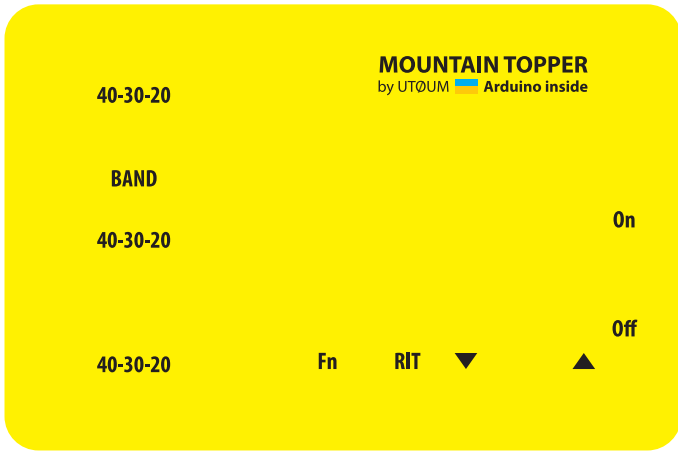 MOUNTAIN TOPPER
by UTØUM Arduino inside
40-30-20
BAND
On
40-30-20
Off
40-30-20 Fn RIT ▼ ▲